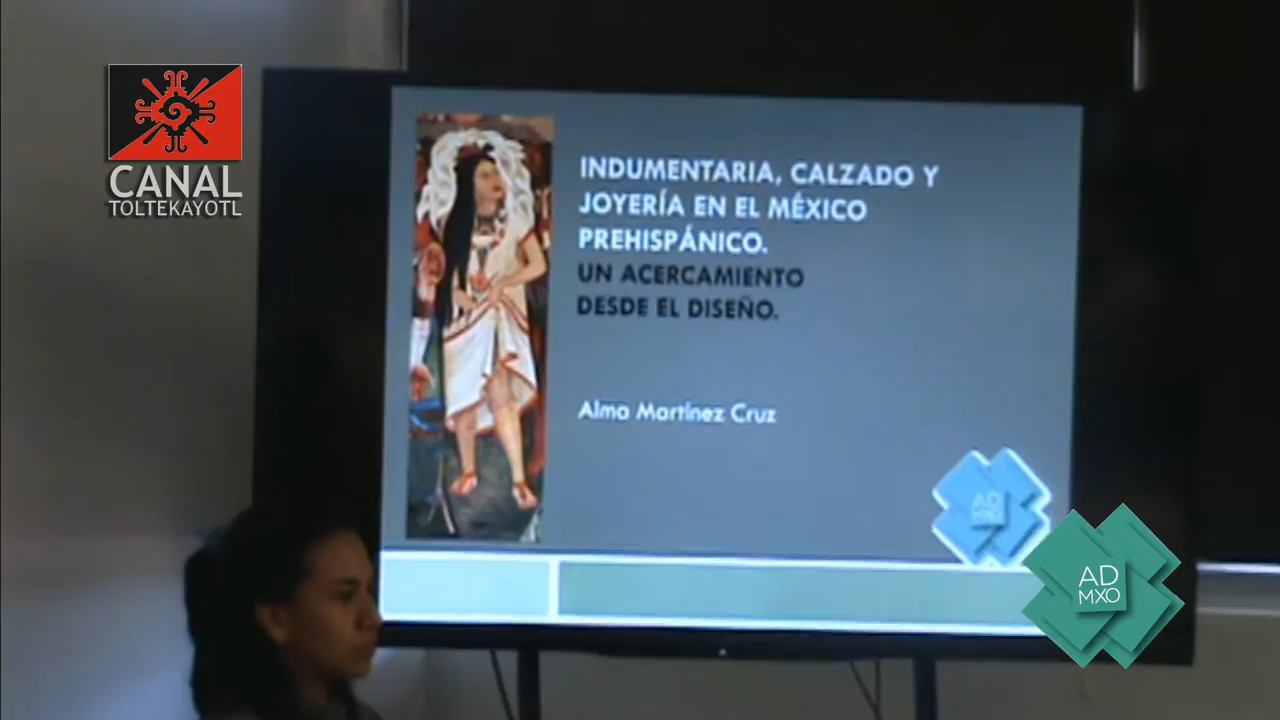 CANAL
TOLTEKAYOTL
INDUMENTARIA, CALZADO Y
JOYERÍA EN EL MÉXICO
PREHISPÁNICO.
UN ACERCAMIENTO
DESDE EL DISEÑO.
Alma Martínez Cruz
AD
AD
MXO